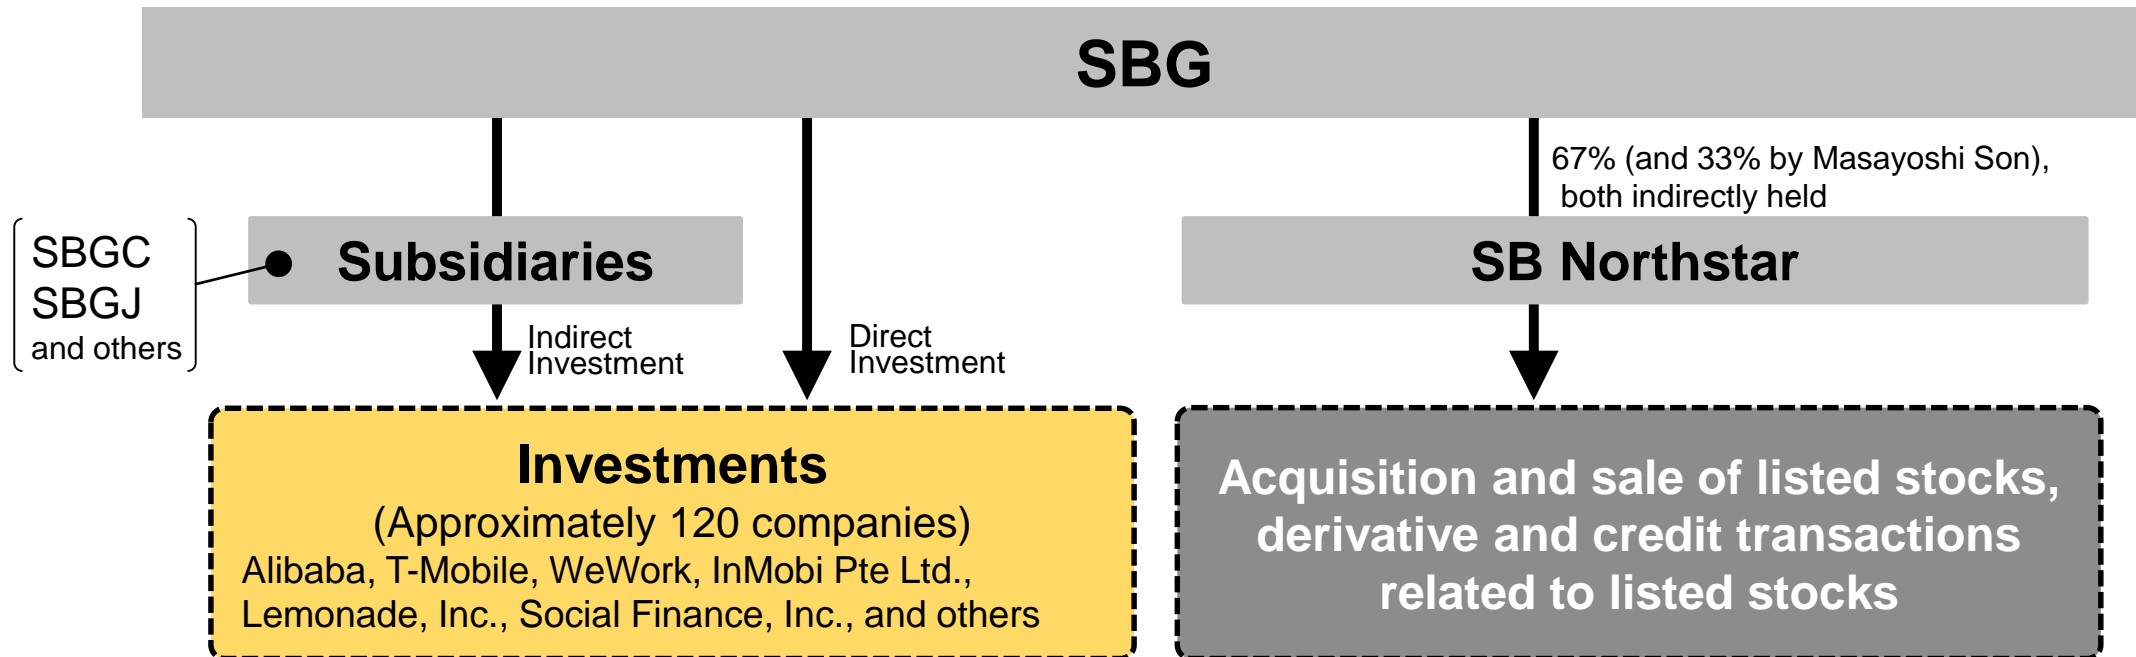 SBG
67% (and 33% by Masayoshi Son),
both indirectly held
SBGC
SBGJ
and others
Subsidiaries
SB Northstar
Indirect
Investment
Direct
Investment
Investments
(Approximately 120 companies)
Alibaba, T-Mobile, WeWork, InMobi Pte Ltd.,
Lemonade, Inc., Social Finance, Inc., and others
Acquisition and sale of listed stocks,
derivative and credit transactions
related to listed stocks